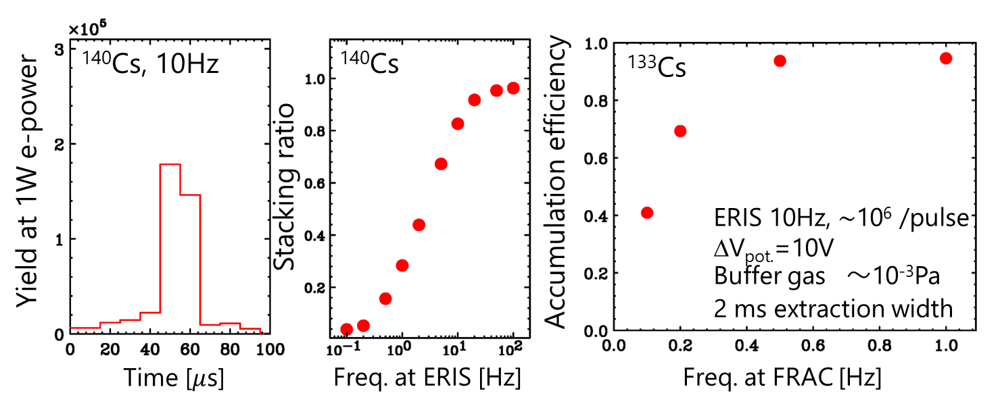 ×10⁵
3
2
1
0
0 20 40 60 80 100
¹⁴⁰Cs, 10Hz
Yield at 1W e-power
Time [μs]
1.0
0.8
0.6
0.4
0.2
10⁻¹ 10⁰ 10¹ 10²
¹⁴⁰Cs
Stacking ratio
Freq. at ERIS [Hz]
1.0
0.8
0.6
0.4
0.2
0.0
0.0 0.2 0.4 0.6 0.8 1.0
¹³³Cs
Accumulation efficiency
ERIS 10Hz, ~10⁶ /pulse
ΔVpot.=10V
Buffer gas ~10⁻³Pa
2 ms extraction width
Freq. at FRAC [Hz]